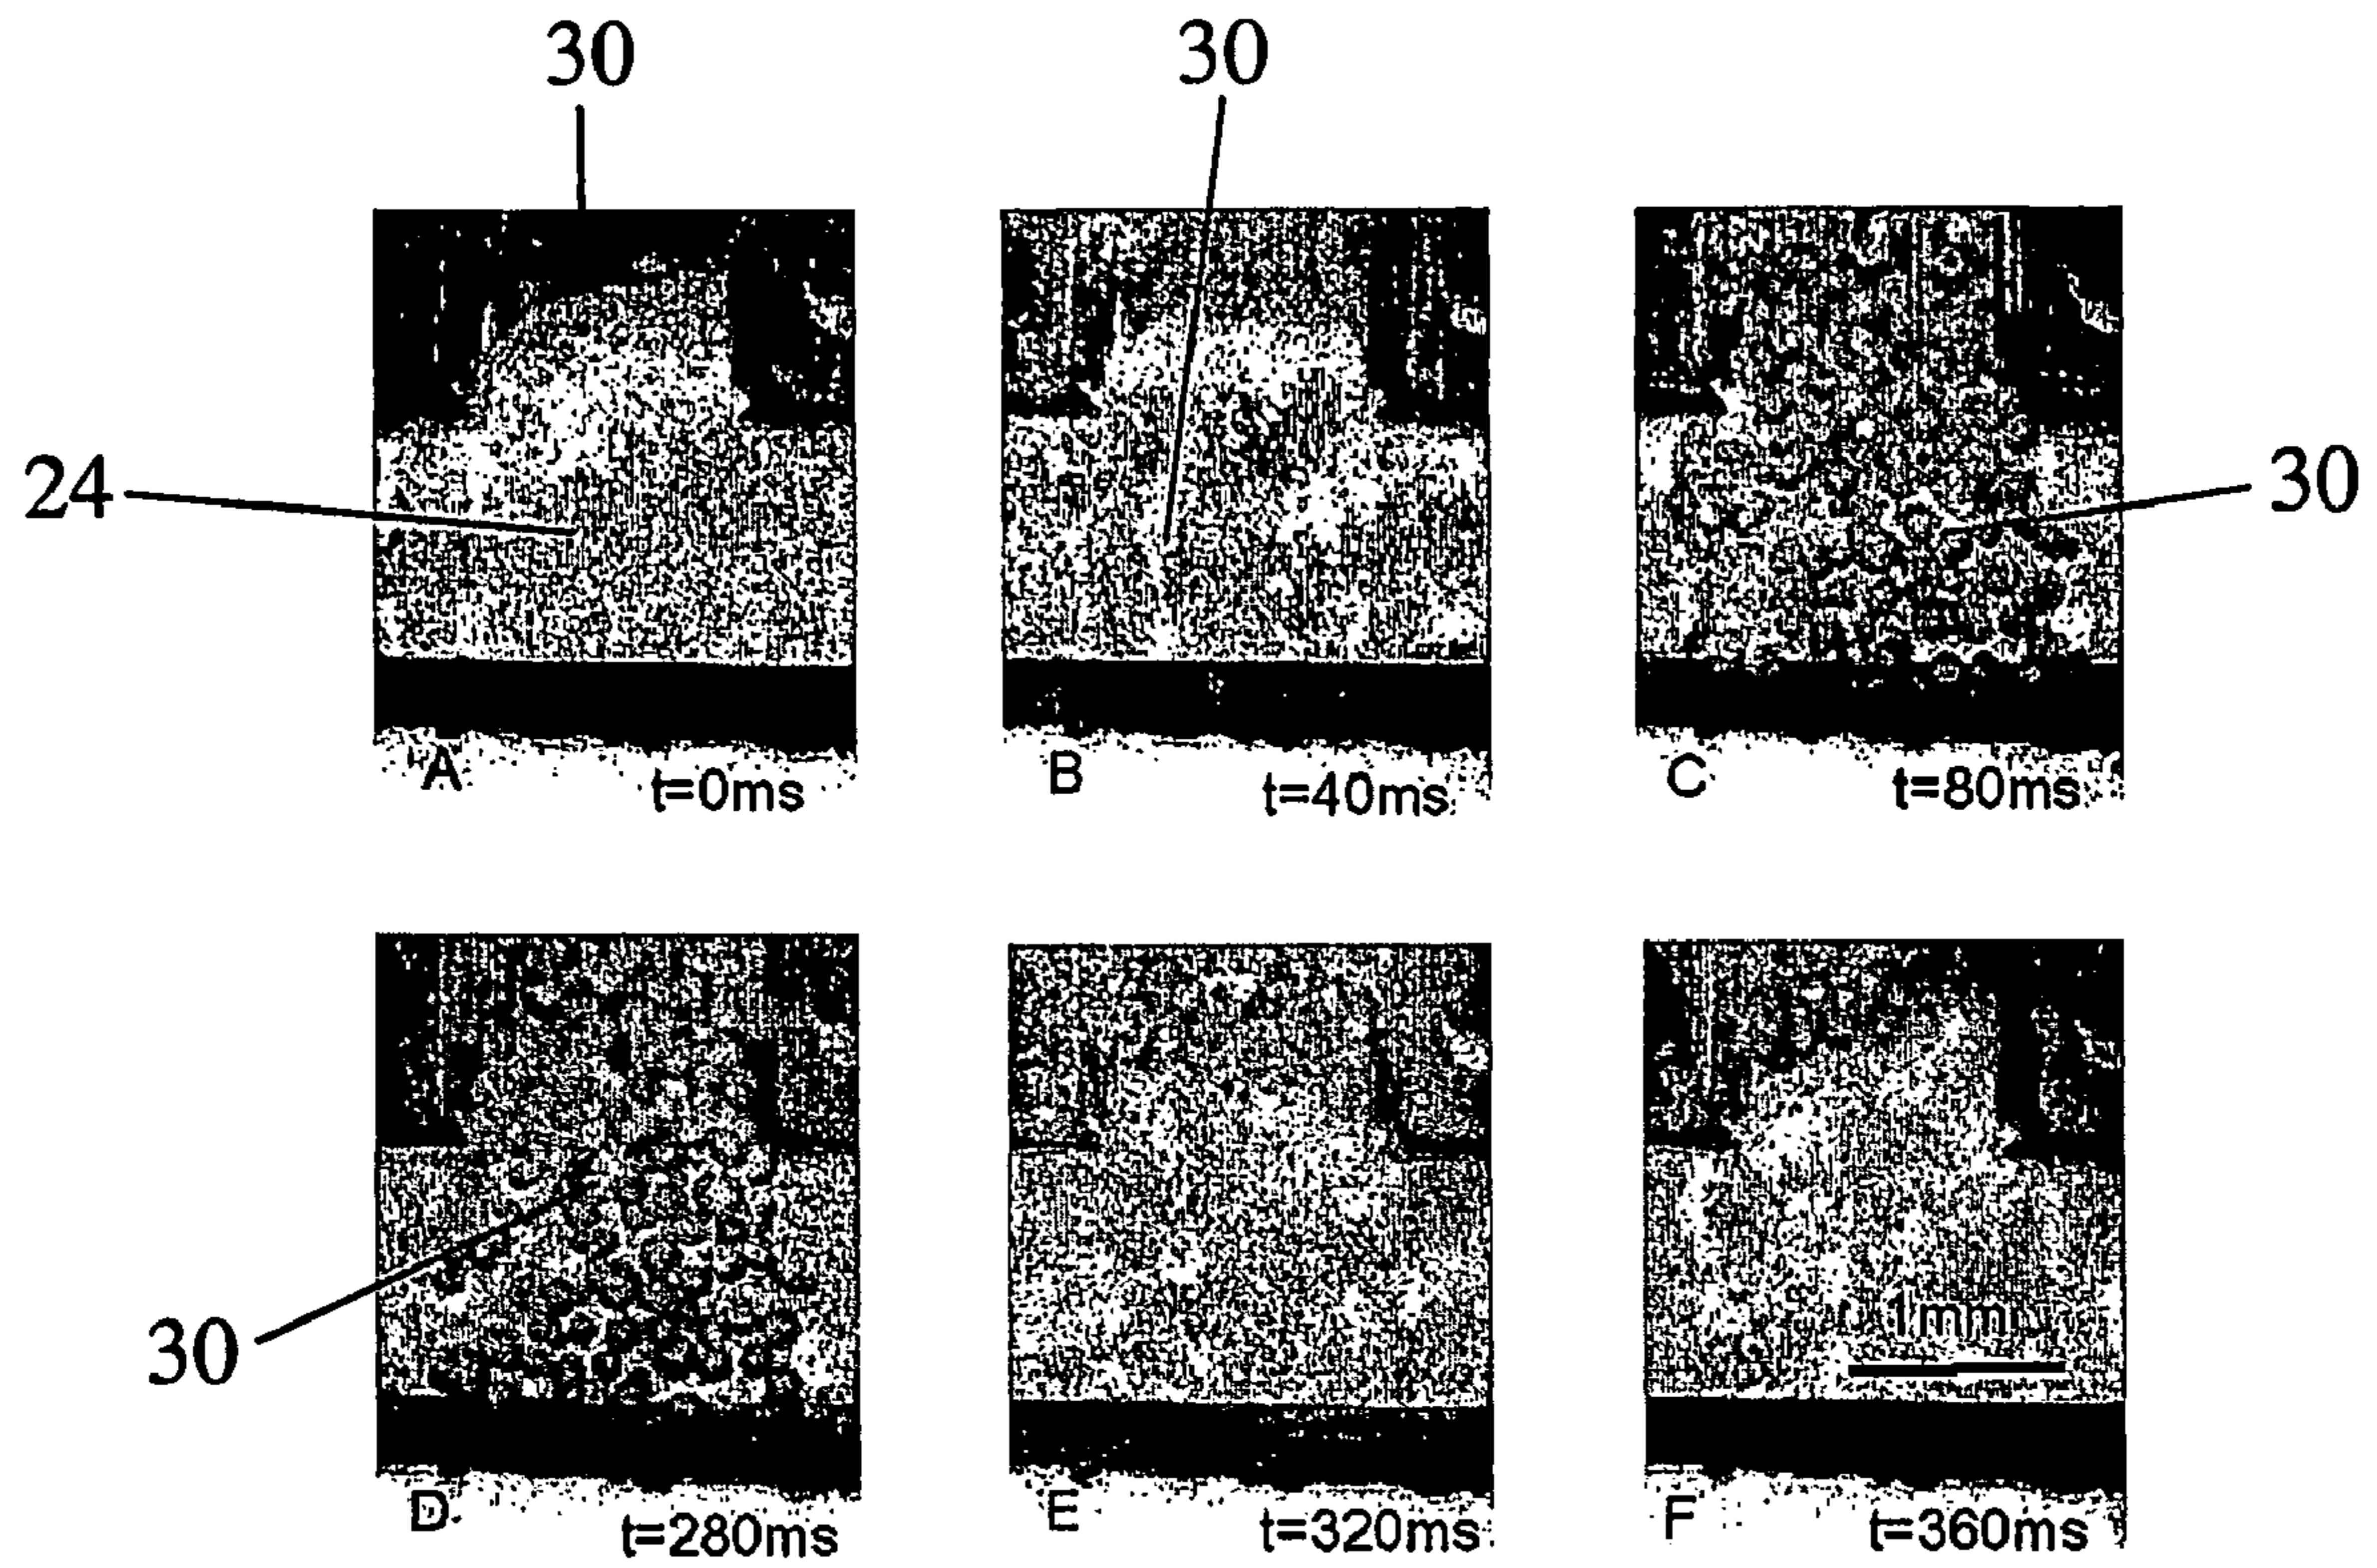 30 30
24 30
A t=0ms B t=40ms C t=80ms
30
1mm
D t=280ms E t=320ms F t=360ms